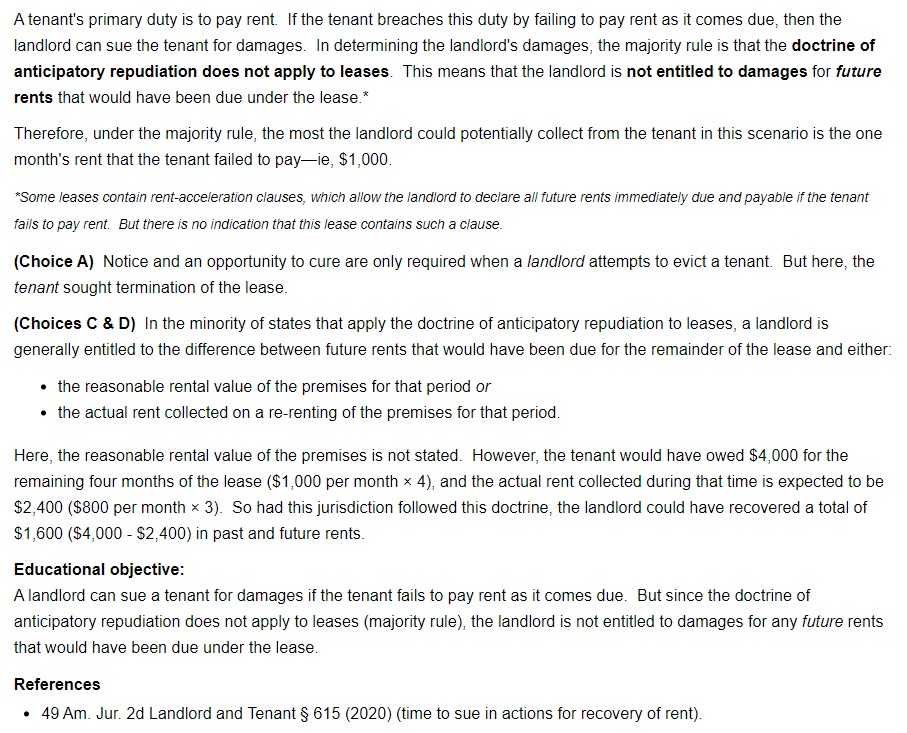 A tenant's primary duty is to pay rent. If the tenant breaches this duty by failing to pay rent as it comes due, then the
landlord can sue the tenant for damages. In determining the landlord's damages, the majority rule is that the doctrine of
anticipatory repudiation does not apply to leases. This means that the landlord is not entitled to damages for future
rents that would have been due under the lease.*
Therefore, under the majority rule, the most the landlord could potentially collect from the tenant in this scenario is the one
month's rent that the tenant failed to pay—ie, $1,000.
*Some leases contain rent-acceleration clauses, which allow the landlord to declare all future rents immediately due and payable if the tenant
fails to pay rent. But there is no indication that this lease contains such a clause.
(Choice A) Notice and an opportunity to cure are only required when a landlord attempts to evict a tenant. But here, the
tenant sought termination of the lease.
(Choices C & D) In the minority of states that apply the doctrine of anticipatory repudiation to leases, a landlord is
generally entitled to the difference between future rents that would have been due for the remainder of the lease and either:
• the reasonable rental value of the premises for that period or
• the actual rent collected on a re-renting of the premises for that period.
Here, the reasonable rental value of the premises is not stated. However, the tenant would have owed $4,000 for the
remaining four months of the lease ($1,000 per month × 4), and the actual rent collected during that time is expected to be
$2,400 ($800 per month × 3). So had this jurisdiction followed this doctrine, the landlord could have recovered a total of
$1,600 ($4,000 - $2,400) in past and future rents.
Educational objective:
A landlord can sue a tenant for damages if the tenant fails to pay rent as it comes due. But since the doctrine of
anticipatory repudiation does not apply to leases (majority rule), the landlord is not entitled to damages for any future rents
that would have been due under the lease.
References
• 49 Am. Jur. 2d Landlord and Tenant § 615 (2020) (time to sue in actions for recovery of rent).